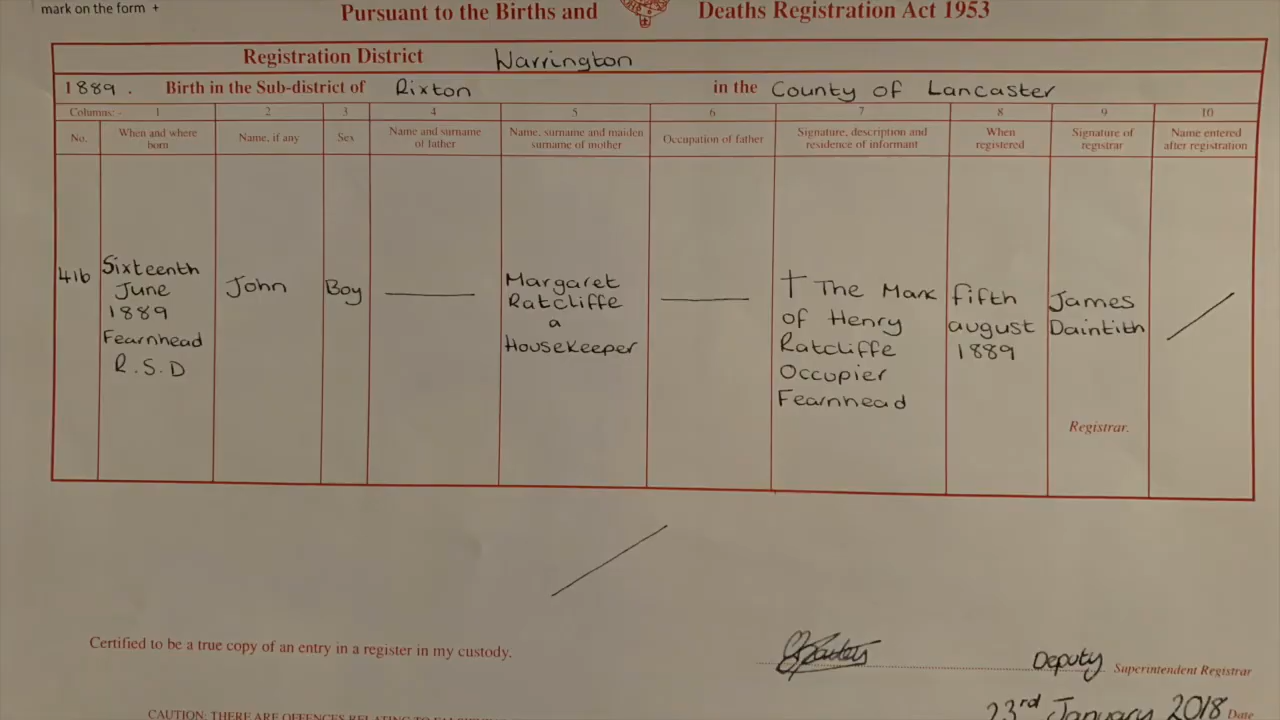 mark on the form +
Pursuant to the Births and Deaths Registration Act 1953
Registration District Warrington
1889. Birth in the Sub-district of Rixton in the County of Lancaster
Columns:- 1 2 3 4 5 6 7 8 9 10
No. When and where born Name, if any Sex Name and surname of father Name, surname and maiden surname of mother Occupation of father Signature, description and residence of informant When registered Signature of registrar Name entered after registration
416
Sixteenth
June
1889
Fearnhead
R.S.D
John
Boy
Margaret
Ratcliffe
a
Housekeeper
† The Mark
of Henry
Ratcliffe
Occupier
Fearnhead
Fifth
august
1889
James
Daintith
Registrar.
Certified to be a true copy of an entry in a register in my custody.
Deputy Superintendent Registrar
23rd January 2018 Date
CAUTION: THERE ARE OFFENCES RELATING TO